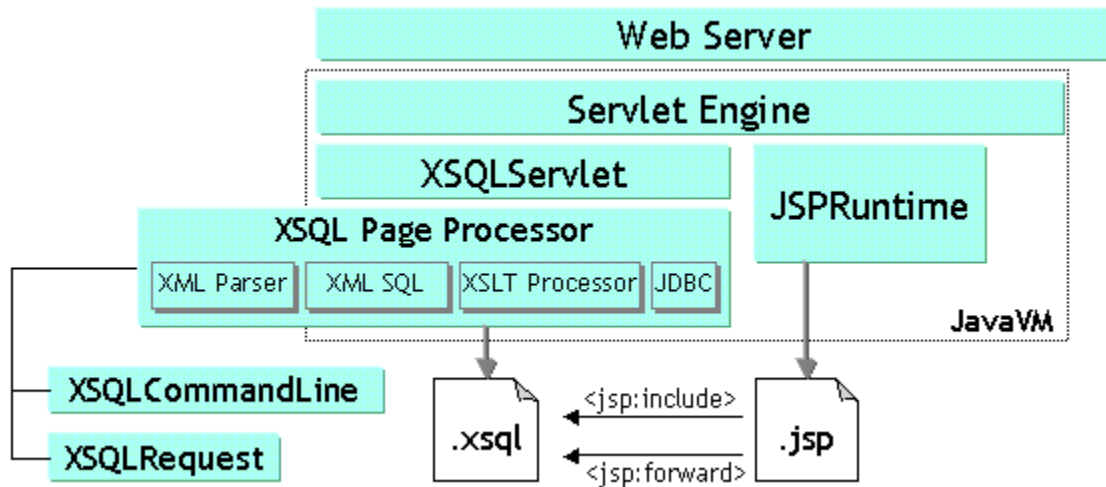 Web Server
Servlet Engine
XSQLServlet
JSPRuntime
XSQL Page Processor
XML Parser
XML SQL
XSLT Processor
JDBC
JavaVM
XSQLCommandLine
XSQLRequest
.xsql
<jsp:include>
<jsp:forward>
.jsp